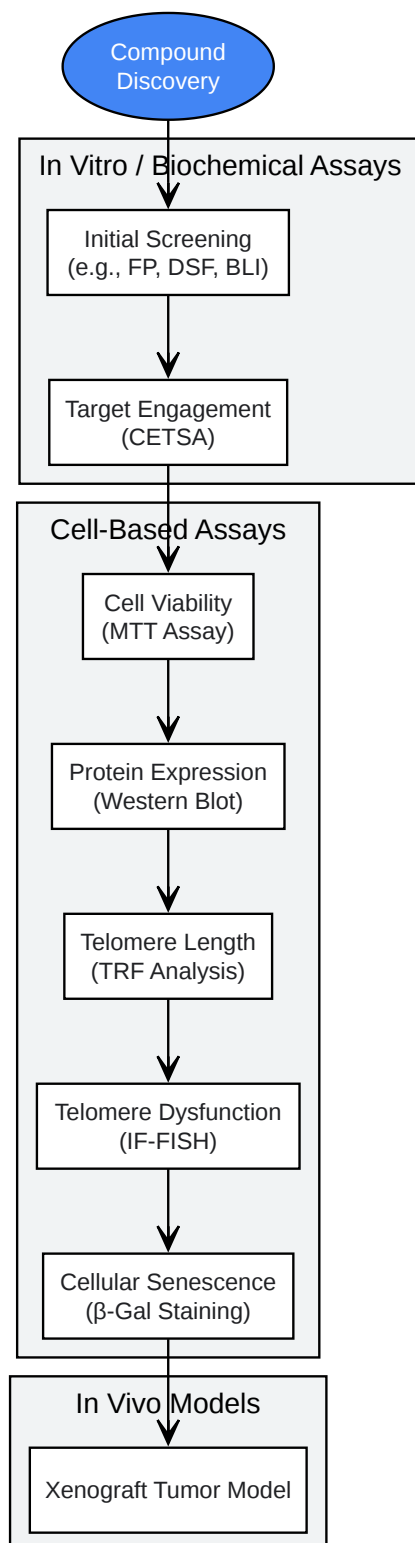 Compound
Discovery
In Vitro / Biochemical Assays
Initial Screening
(e.g., FP, DSF, BLI)
Target Engagement
(CETSA)
Cell-Based Assays
Cell Viability
(MTT Assay)
Protein Expression
(Western Blot)
Telomere Length
(TRF Analysis)
Telomere Dysfunction
(IF-FISH)
Cellular Senescence
(β-Gal Staining)
In Vivo Models
Xenograft Tumor Model